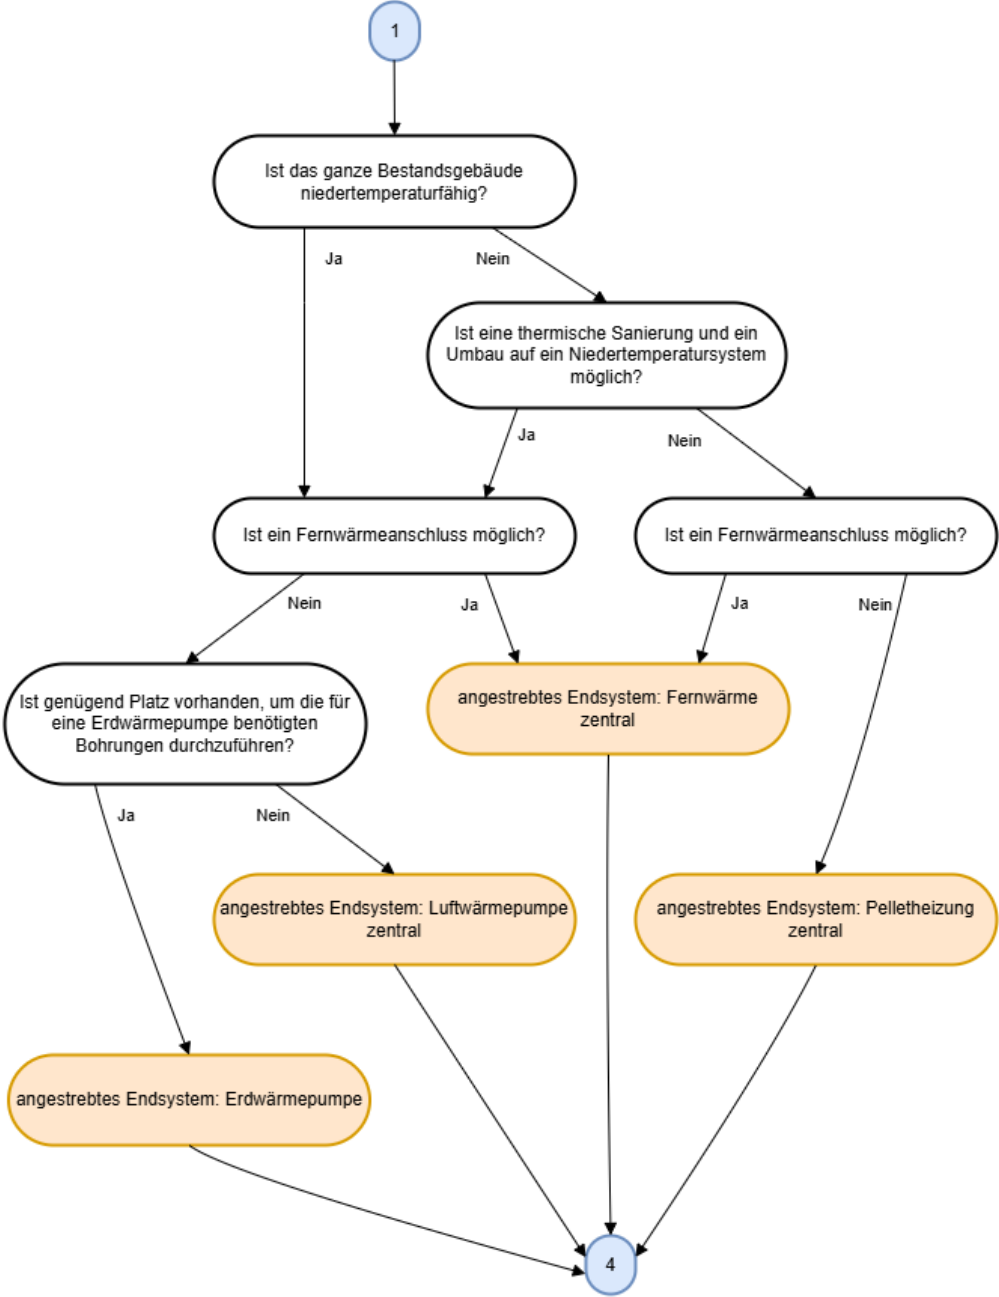 1
Ist das ganze Bestandsgebäude
niedertemperaturfähig?
Ja
Nein
Ist eine thermische Sanierung und ein
Umbau auf ein Niedertemperatursystem
möglich?
Ja
Nein
Ist ein Fernwärmeanschluss möglich?
Ist ein Fernwärmeanschluss möglich?
Nein
Ja
Ja
Nein
Ist genügend Platz vorhanden, um die für
eine Erdwärmepumpe benötigten
Bohrungen durchzuführen?
angestrebtes Endsystem: Fernwärme
zentral
Ja
Nein
angestrebtes Endsystem: Luftwärmepumpe
zentral
angestrebtes Endsystem: Pelletheizung
zentral
angestrebtes Endsystem: Erdwärmepumpe
4